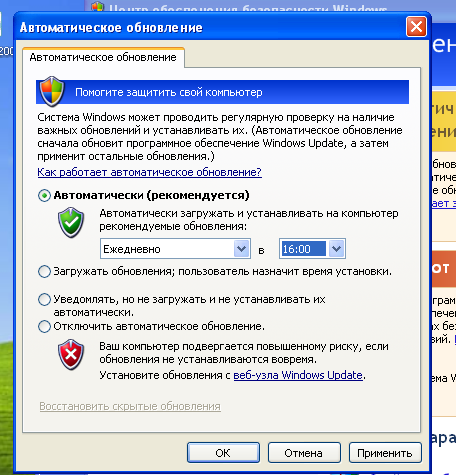 Центр обеспечения безопасности Windows
Автоматическое обновление
Автоматическое обновление
Помогите защитить свой компьютер
Система Windows может проводить регулярную проверку на наличие
важных обновлений и устанавливать их. (Автоматическое обновление
сначала обновит программное обеспечение Windows Update, а затем
применит остальные обновления.)
Как работает автоматическое обновление?
Автоматически (рекомендуется)
Автоматически загружать и устанавливать на компьютер
рекомендуемые обновления:
Ежедневно в 16:00
Загружать обновления; пользователь назначит время установки.
Уведомлять, но не загружать и не устанавливать их
автоматически.
Отключить автоматическое обновление.
Ваш компьютер подвергается повышенному риску, если
обновления не устанавливаются вовремя.
Установите обновления с веб-узла Windows Update.
Восстановить скрытые обновления
OK Отмена Применить